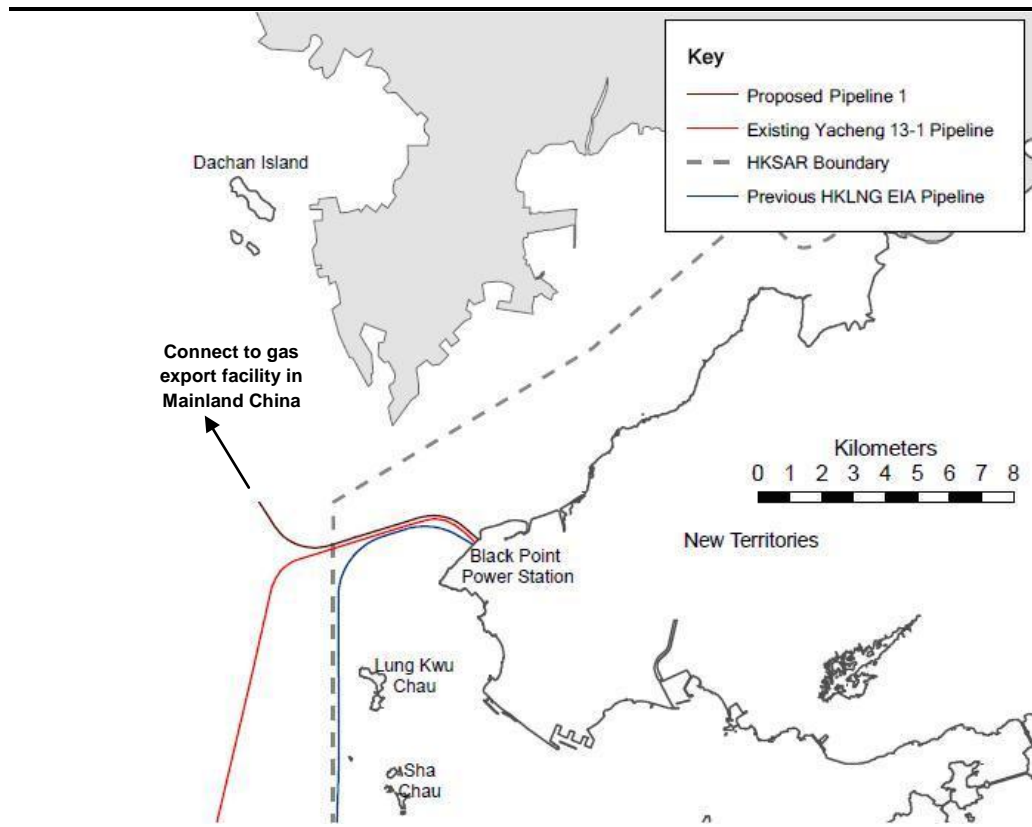 Key
Proposed Pipeline 1
Existing Yacheng 13-1 Pipeline
HKSAR Boundary
Previous HKLNG EIA Pipeline
Dachan Island
Connect to gas
export facility in
Mainland China
Kilometers
0 1 2 3 4 5 6 7 8
New Territories
Black Point
Power Station
Lung Kwu
Chau
Sha
Chau